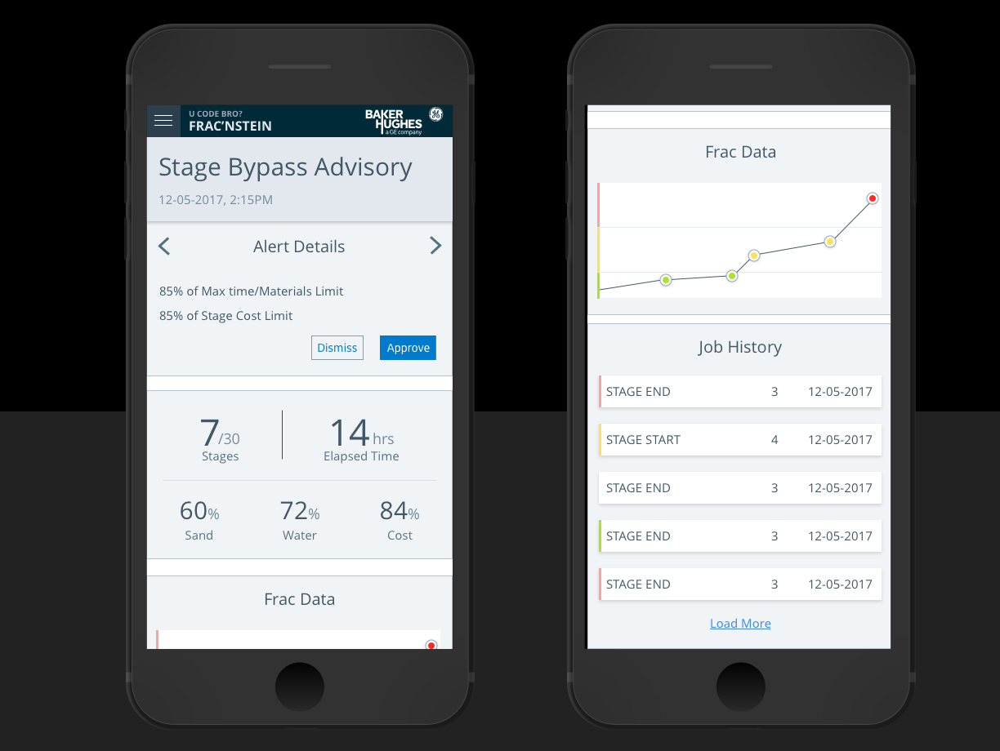 U CODE BRO?
FRAC'NSTEIN
BAKER
HUGHES
a GE company
Stage Bypass Advisory
12-05-2017, 2:15PM
Alert Details
85% of Max time/Materials Limit
85% of Stage Cost Limit
Dismiss Approve
7/30 14 hrs
Stages Elapsed Time
60% 72% 84%
Sand Water Cost
Frac Data
Frac Data
Job History
STAGE END 3 12-05-2017
STAGE START 4 12-05-2017
STAGE END 3 12-05-2017
STAGE END 3 12-05-2017
STAGE END 3 12-05-2017
Load More